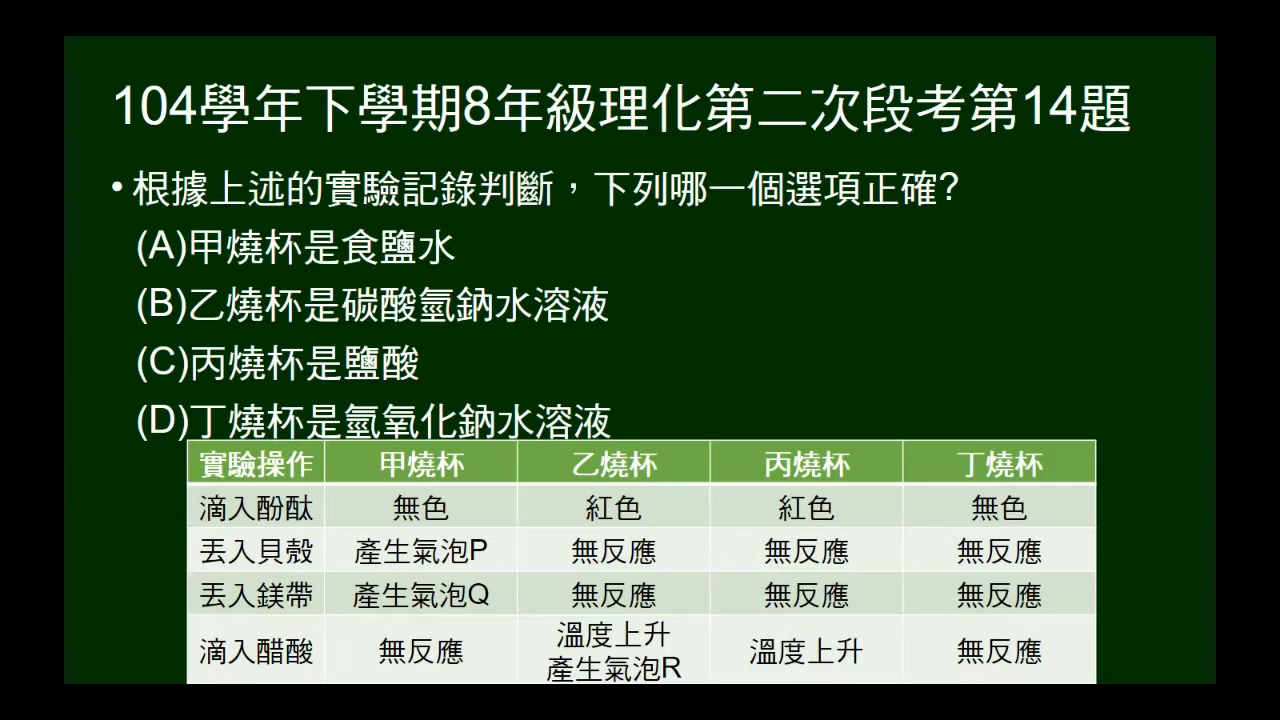 104學年下學期8年級理化第二次段考第14題
• 根據上述的實驗記錄判斷，下列哪一個選項正確?
(A)甲燒杯是食鹽水
(B)乙燒杯是碳酸氫鈉水溶液
(C)丙燒杯是鹽酸
(D)丁燒杯是氫氧化鈉水溶液
實驗操作 甲燒杯 乙燒杯 丙燒杯 丁燒杯
滴入酚酞 無色 紅色 紅色 無色
丟入貝殼 產生氣泡P 無反應 無反應 無反應
丟入鎂帶 產生氣泡Q 無反應 無反應 無反應
滴入醋酸 無反應 溫度上升 溫度上升 無反應
產生氣泡R